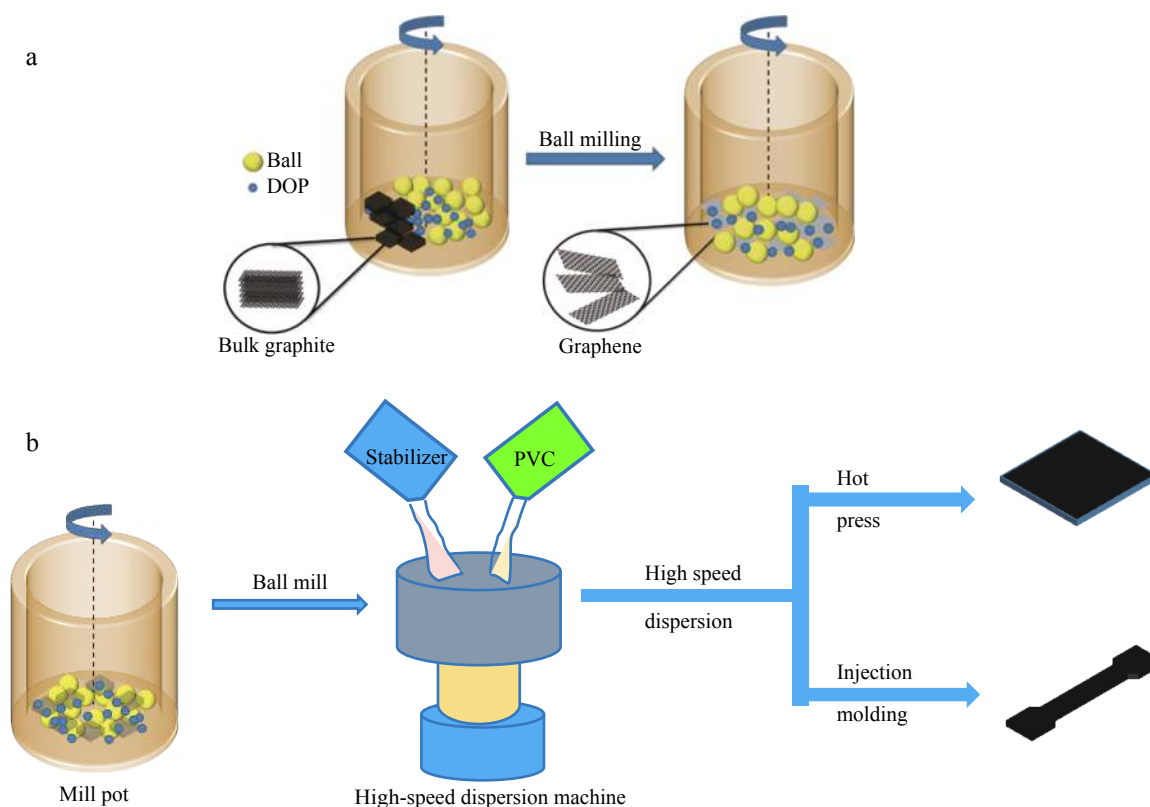 a
Ball
DOP
Ball milling
Bulk graphite
Graphene
b
Stabilizer
PVC
Mill pot
Ball mill
High-speed dispersion machine
High speed
dispersion
Hot
press
Injection
molding